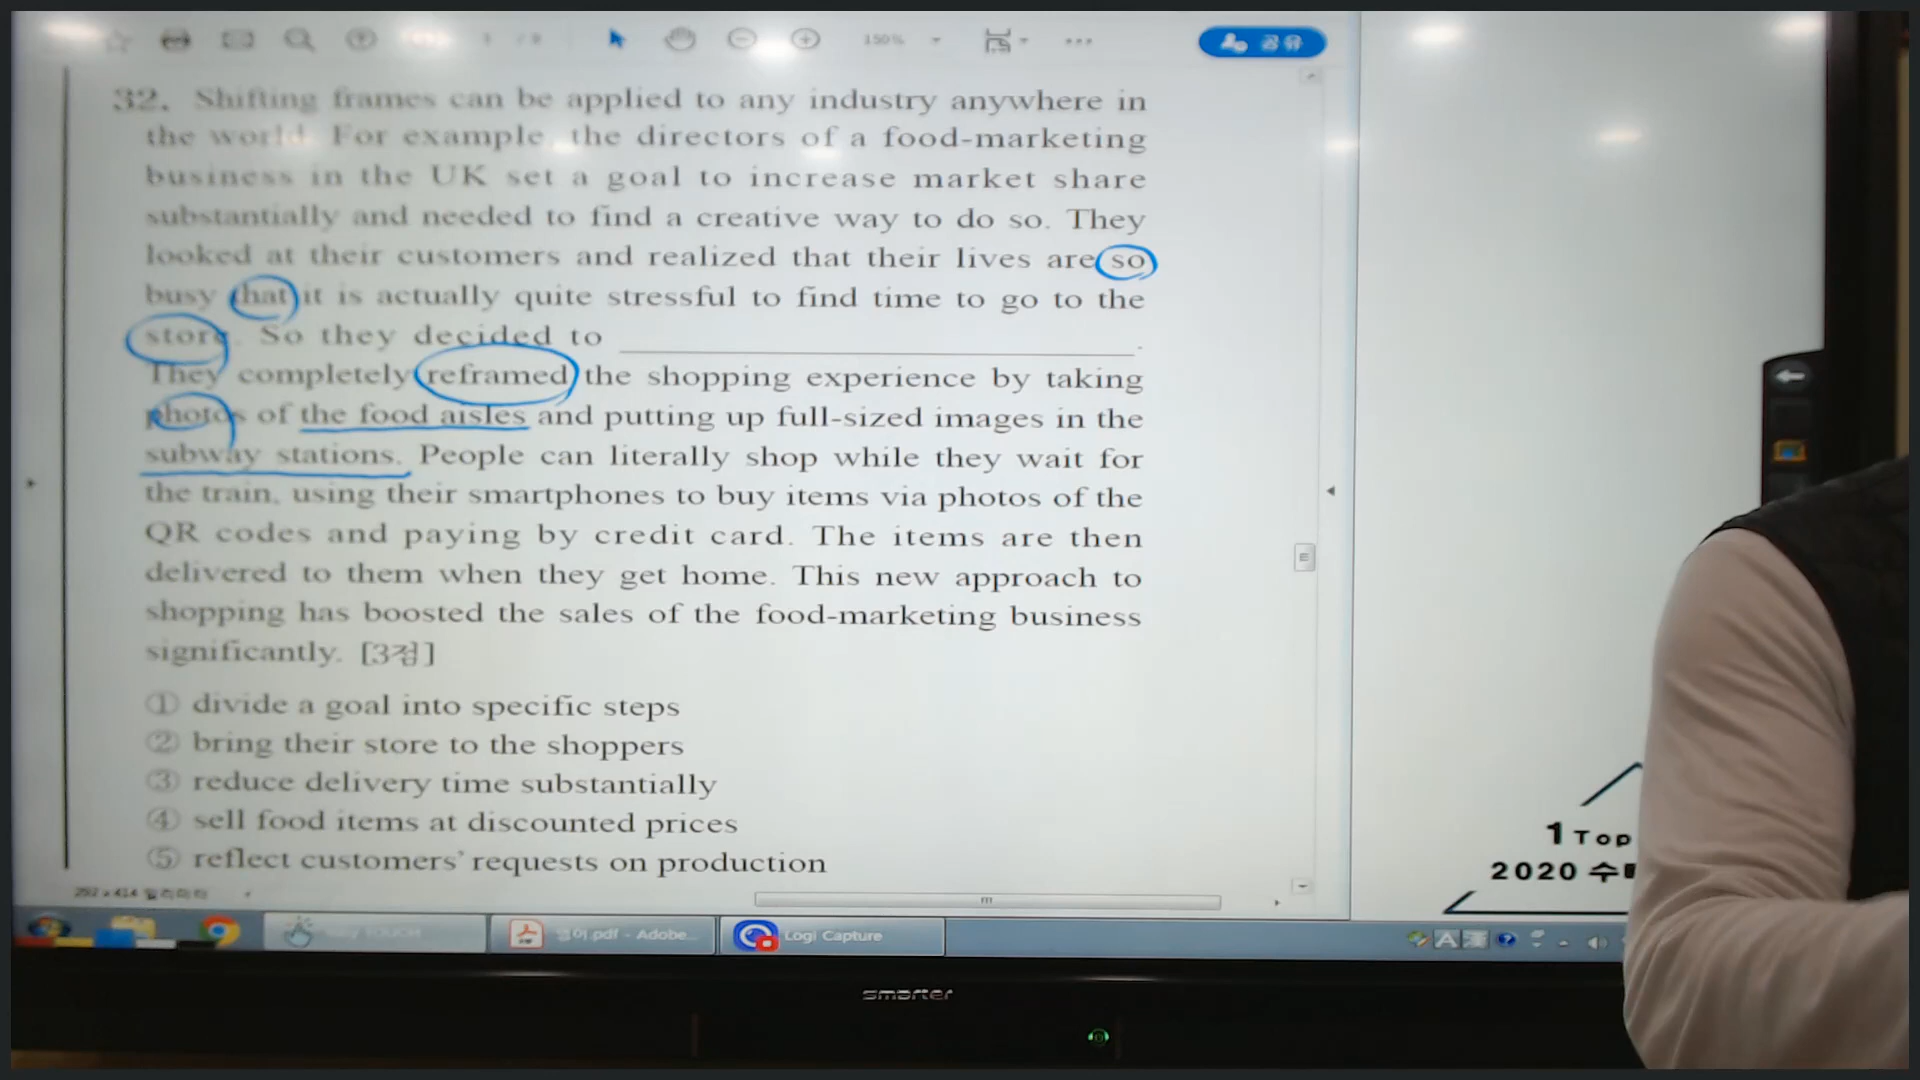 150%
공유
32. Shifting frames can be applied to any industry anywhere in
the world. For example, the directors of a food-marketing
business in the UK set a goal to increase market share
substantially and needed to find a creative way to do so. They
looked at their customers and realized that their lives are so
busy that it is actually quite stressful to find time to go to the
store. So they decided to
They completely reframed the shopping experience by taking
photos of the food aisles and putting up full-sized images in the
subway stations. People can literally shop while they wait for
the train, using their smartphones to buy items via photos of the
QR codes and paying by credit card. The items are then
delivered to them when they get home. This new approach to
shopping has boosted the sales of the food-marketing business
significantly. [3점]
① divide a goal into specific steps
② bring their store to the shoppers
③ reduce delivery time substantially
④ sell food items at discounted prices
⑤ reflect customers' requests on production
1 Top
2020 수
.pdf - Adobe...
Logi Capture
A 漢
smarter